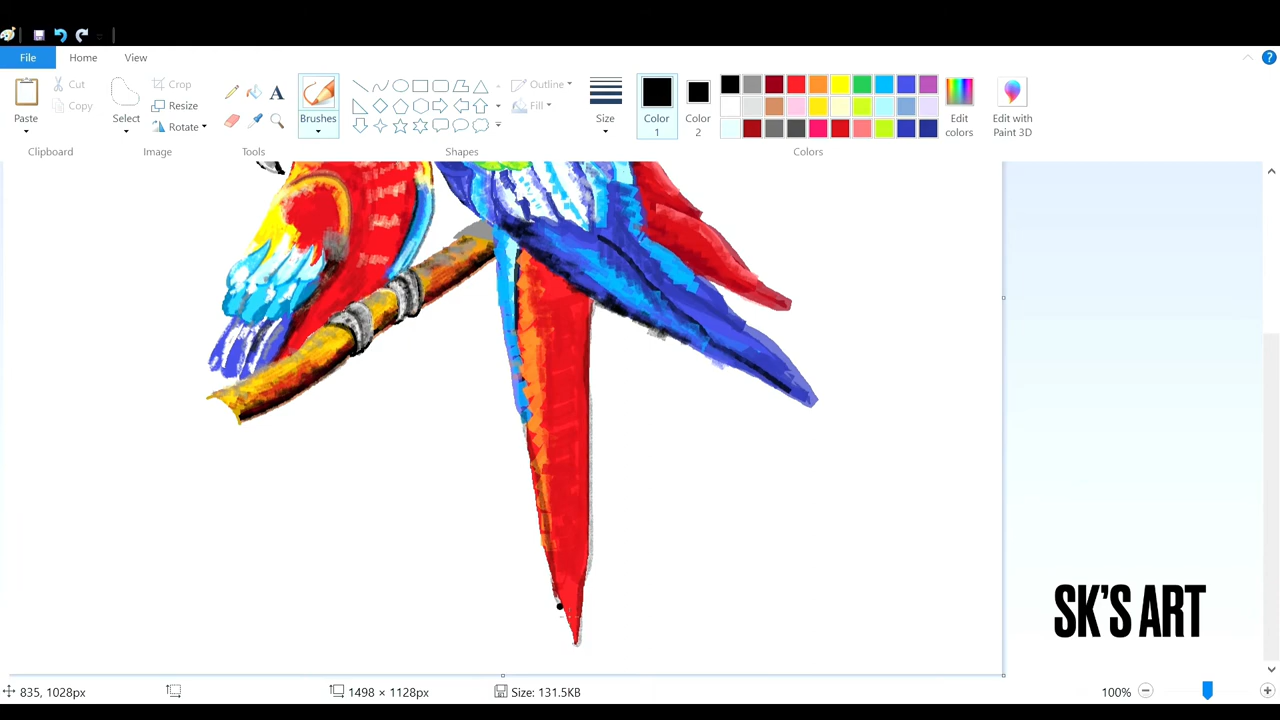 File Home View
Cut
Copy
Paste
Clipboard
Crop
Resize
Rotate
Select
Image
A
Tools
Brushes
Outline
Fill
Shapes
Size
Color 1
Color 2
Edit colors
Edit with Paint 3D
Colors
?
SK'S ART
835, 1028px 1498 × 1128px Size: 131.5KB 100%